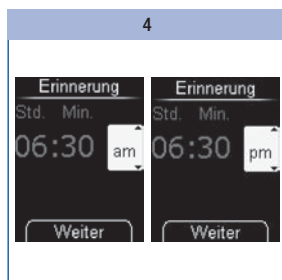 4
Erinnerung
Std. Min.
06:30 am
Weiter
Erinnerung
Std. Min.
06:30 pm
Weiter